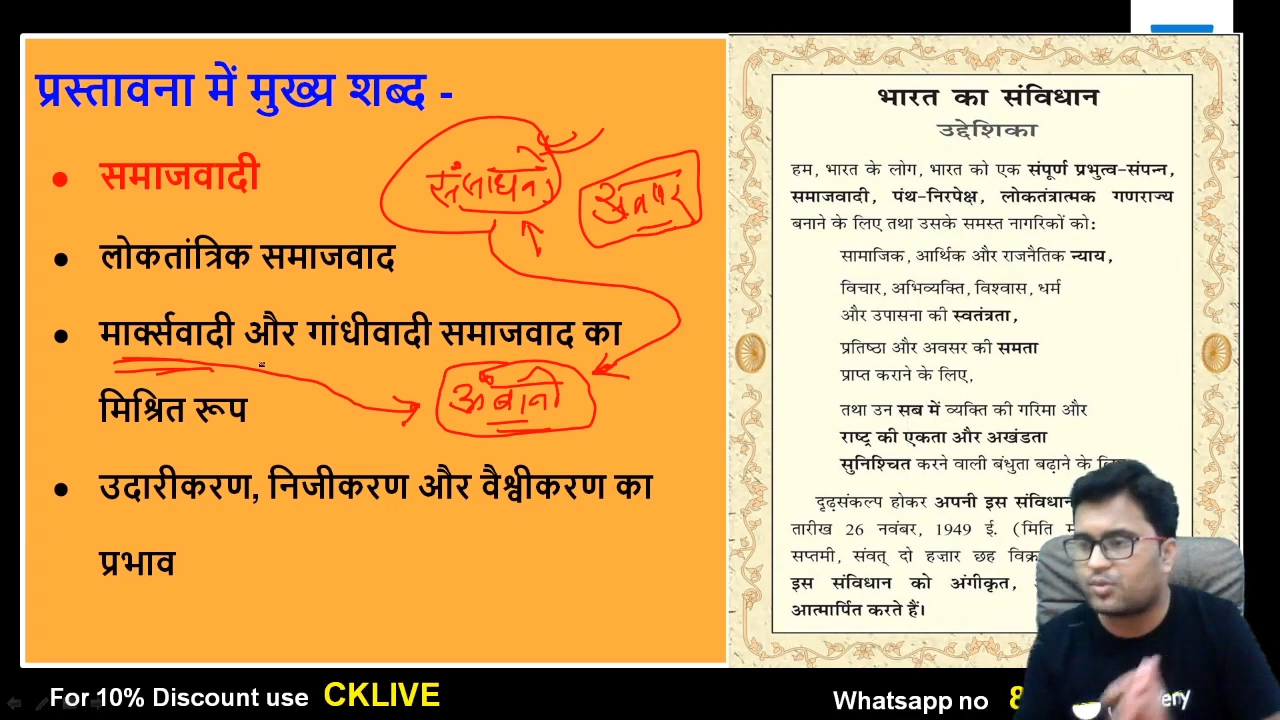 प्रस्तावना में मुख्य शब्द -
• समाजवादी
• लोकतांत्रिक समाजवाद
• मार्क्सवादी और गांधीवादी समाजवाद का
मिश्रित रूप
• उदारीकरण, निजीकरण और वैश्वीकरण का
प्रभाव
संसाधन
अवसर
अंबानी
भारत का संविधान
उद्देशिका
हम, भारत के लोग, भारत को एक संपूर्ण प्रभुत्व-संपन्न,
समाजवादी, पंथ-निरपेक्ष, लोकतंत्रात्मक गणराज्य
बनाने के लिए तथा उसके समस्त नागरिकों को:
सामाजिक, आर्थिक और राजनैतिक न्याय,
विचार, अभिव्यक्ति, विश्वास, धर्म
और उपासना की स्वतंत्रता,
प्रतिष्ठा और अवसर की समता
प्राप्त कराने के लिए,
तथा उन सब में व्यक्ति की गरिमा और
राष्ट्र की एकता और अखंडता
सुनिश्चित करने वाली बंधुता बढ़ाने के
दृढ़संकल्प होकर अपनी इस संविधान
तारीख 26 नवंबर, 1949 ई. (मिति
सप्तमी, संवत् दो हजार छह
इस संविधान को अंगीकृत,
आत्मार्पित करते हैं।
For 10% Discount use CKLIVE
Whatsapp no 8